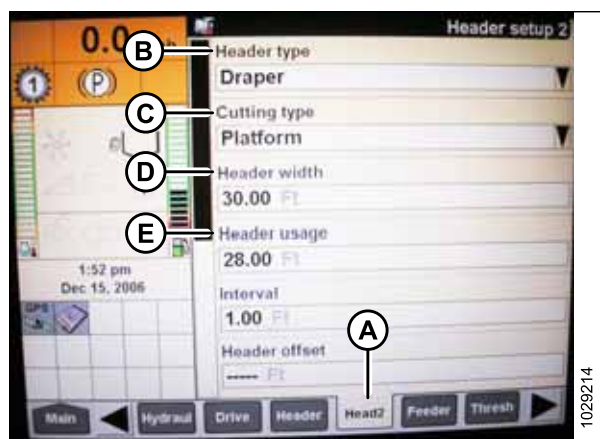 0.0
Header setup 2
B
Header type
Draper
1
(P)
C
Cutting type
Platform
D
Header width
30.00 Ft
E
Header usage
28.00 Ft
1:52 pm
Dec 15, 2006
Interval
1.00 Ft
GPS
A
Header offset
----- Ft
Main
Hydraul
Drive
Header
Head2
Feeder
Thresh
1029214